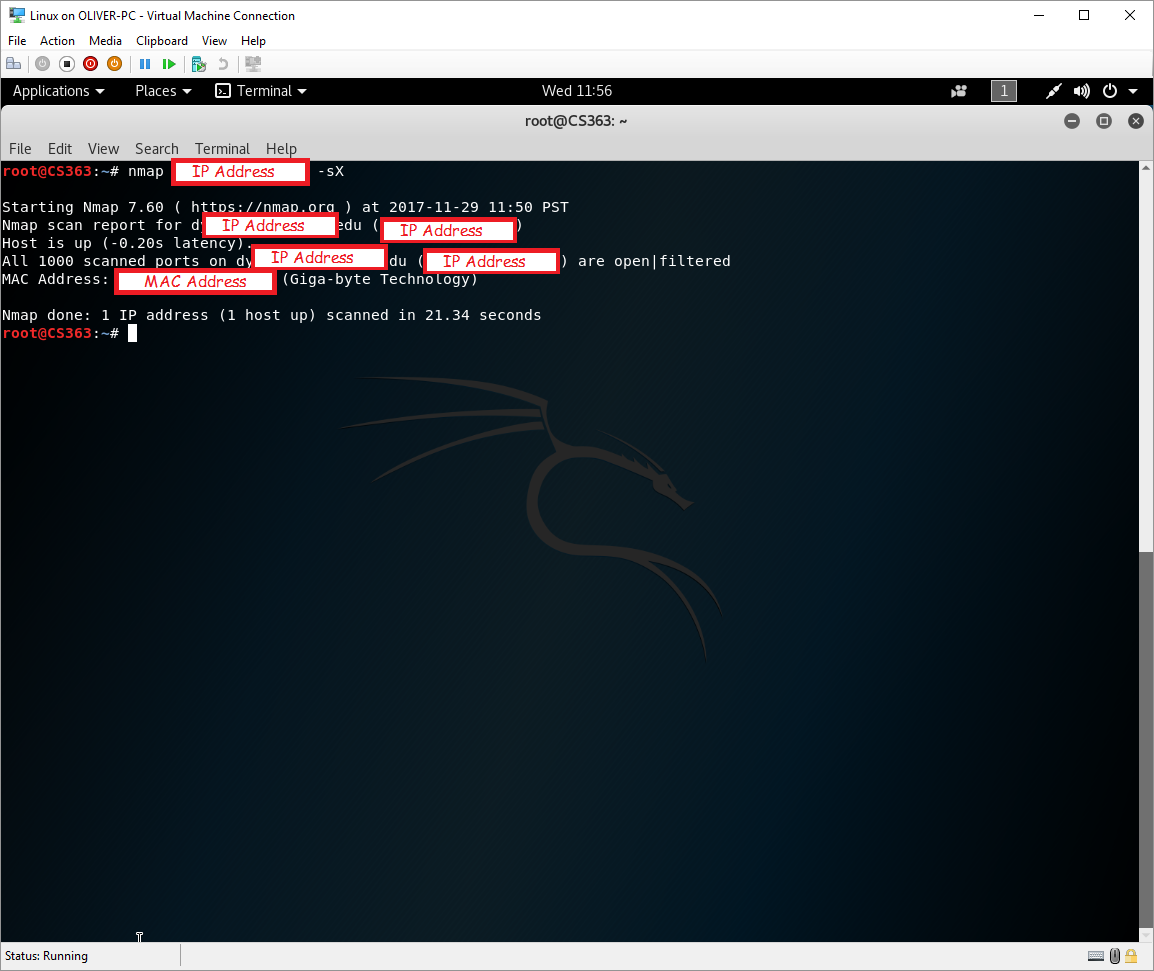 Linux on OLIVER-PC - Virtual Machine Connection
File Action Media Clipboard View Help
Applications Places Terminal Wed 11:56 1
root@CS363: ~
File Edit View Search Terminal Help
root@CS363:~# nmap IP Address -sX
Starting Nmap 7.60 ( https://nmap.org ) at 2017-11-29 11:50 PST
Nmap scan report for dy IP Address edu ( IP Address )
Host is up (-0.20s latency).
All 1000 scanned ports on dy IP Address du ( IP Address ) are open|filtered
MAC Address: MAC Address (Giga-byte Technology)
Nmap done: 1 IP address (1 host up) scanned in 21.34 seconds
root@CS363:~#
Status: Running